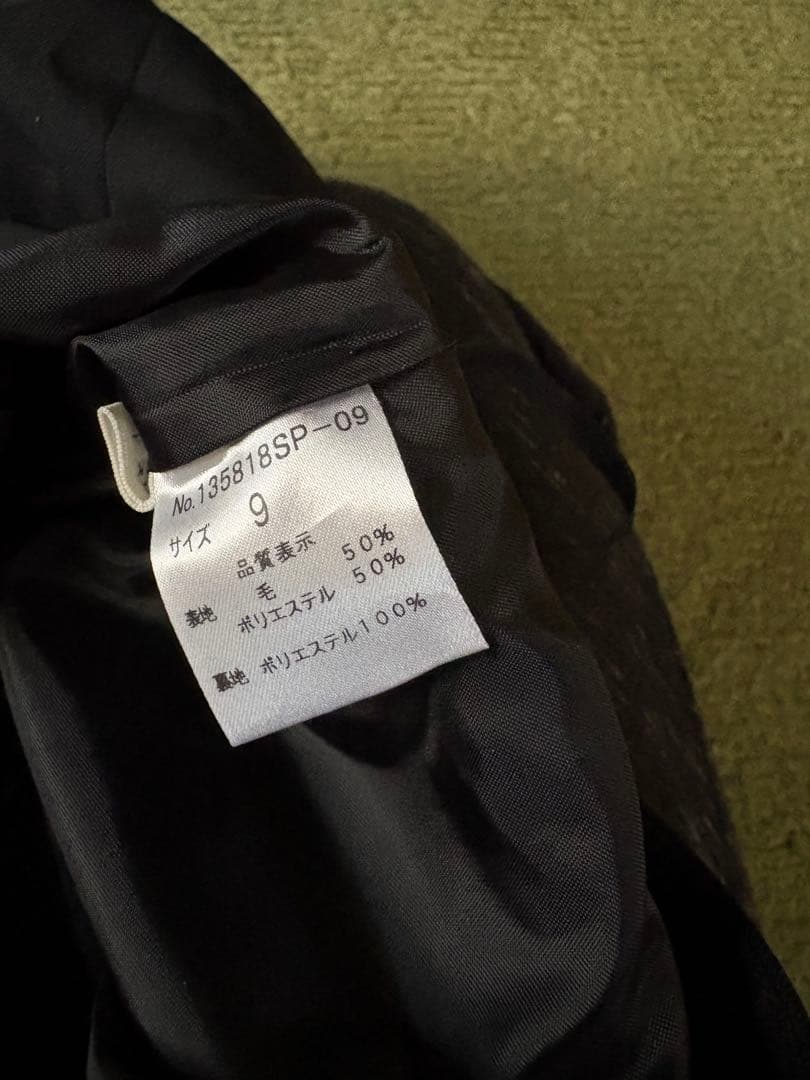 No.135818SP-09
サイズ 9
品質表示
表地 毛 50%
ポリエステル 50%
裏地 ポリエステル100%